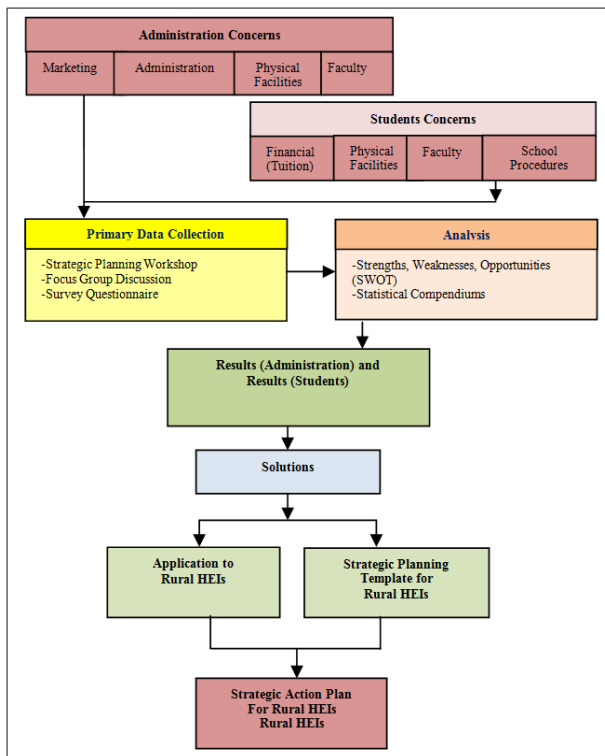 Administration Concerns
Marketing
Administration
Physical
Facilities
Faculty
Students Concerns
Financial
(Tuition)
Physical
Facilities
Faculty
School
Procedures
Primary Data Collection
-Strategic Planning Workshop
-Focus Group Discussion
-Survey Questionnaire
Analysis
-Strengths, Weaknesses, Opportunities
(SWOT)
-Statistical Compendiums
Results (Administration) and
Results (Students)
Solutions
Application to
Rural HEIs
Strategic Planning
Template for
Rural HEIs
Strategic Action Plan
For Rural HEIs
Rural HEIs